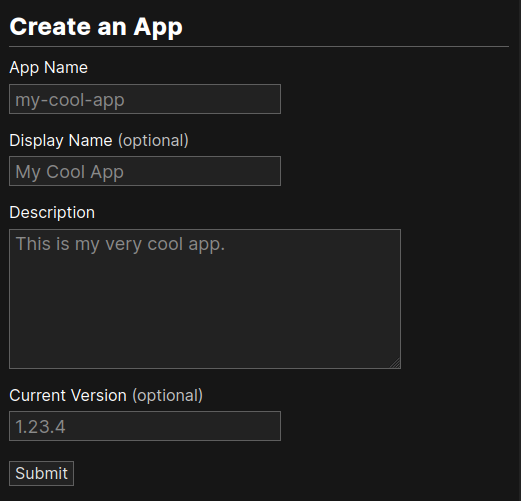 Create an App
App Name
my-cool-app
Display Name (optional)
My Cool App
Description
This is my very cool app.
Current Version (optional)
1.23.4
Submit